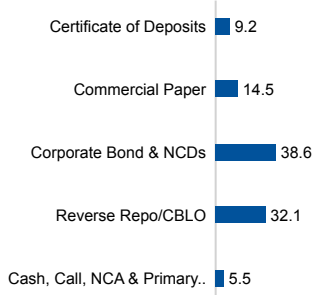 Certificate of Deposits 9.2
Commercial Paper 14.5
Corporate Bond & NCDs 38.6
Reverse Repo/CBLO 32.1
Cash, Call, NCA & Primary.. 5.5